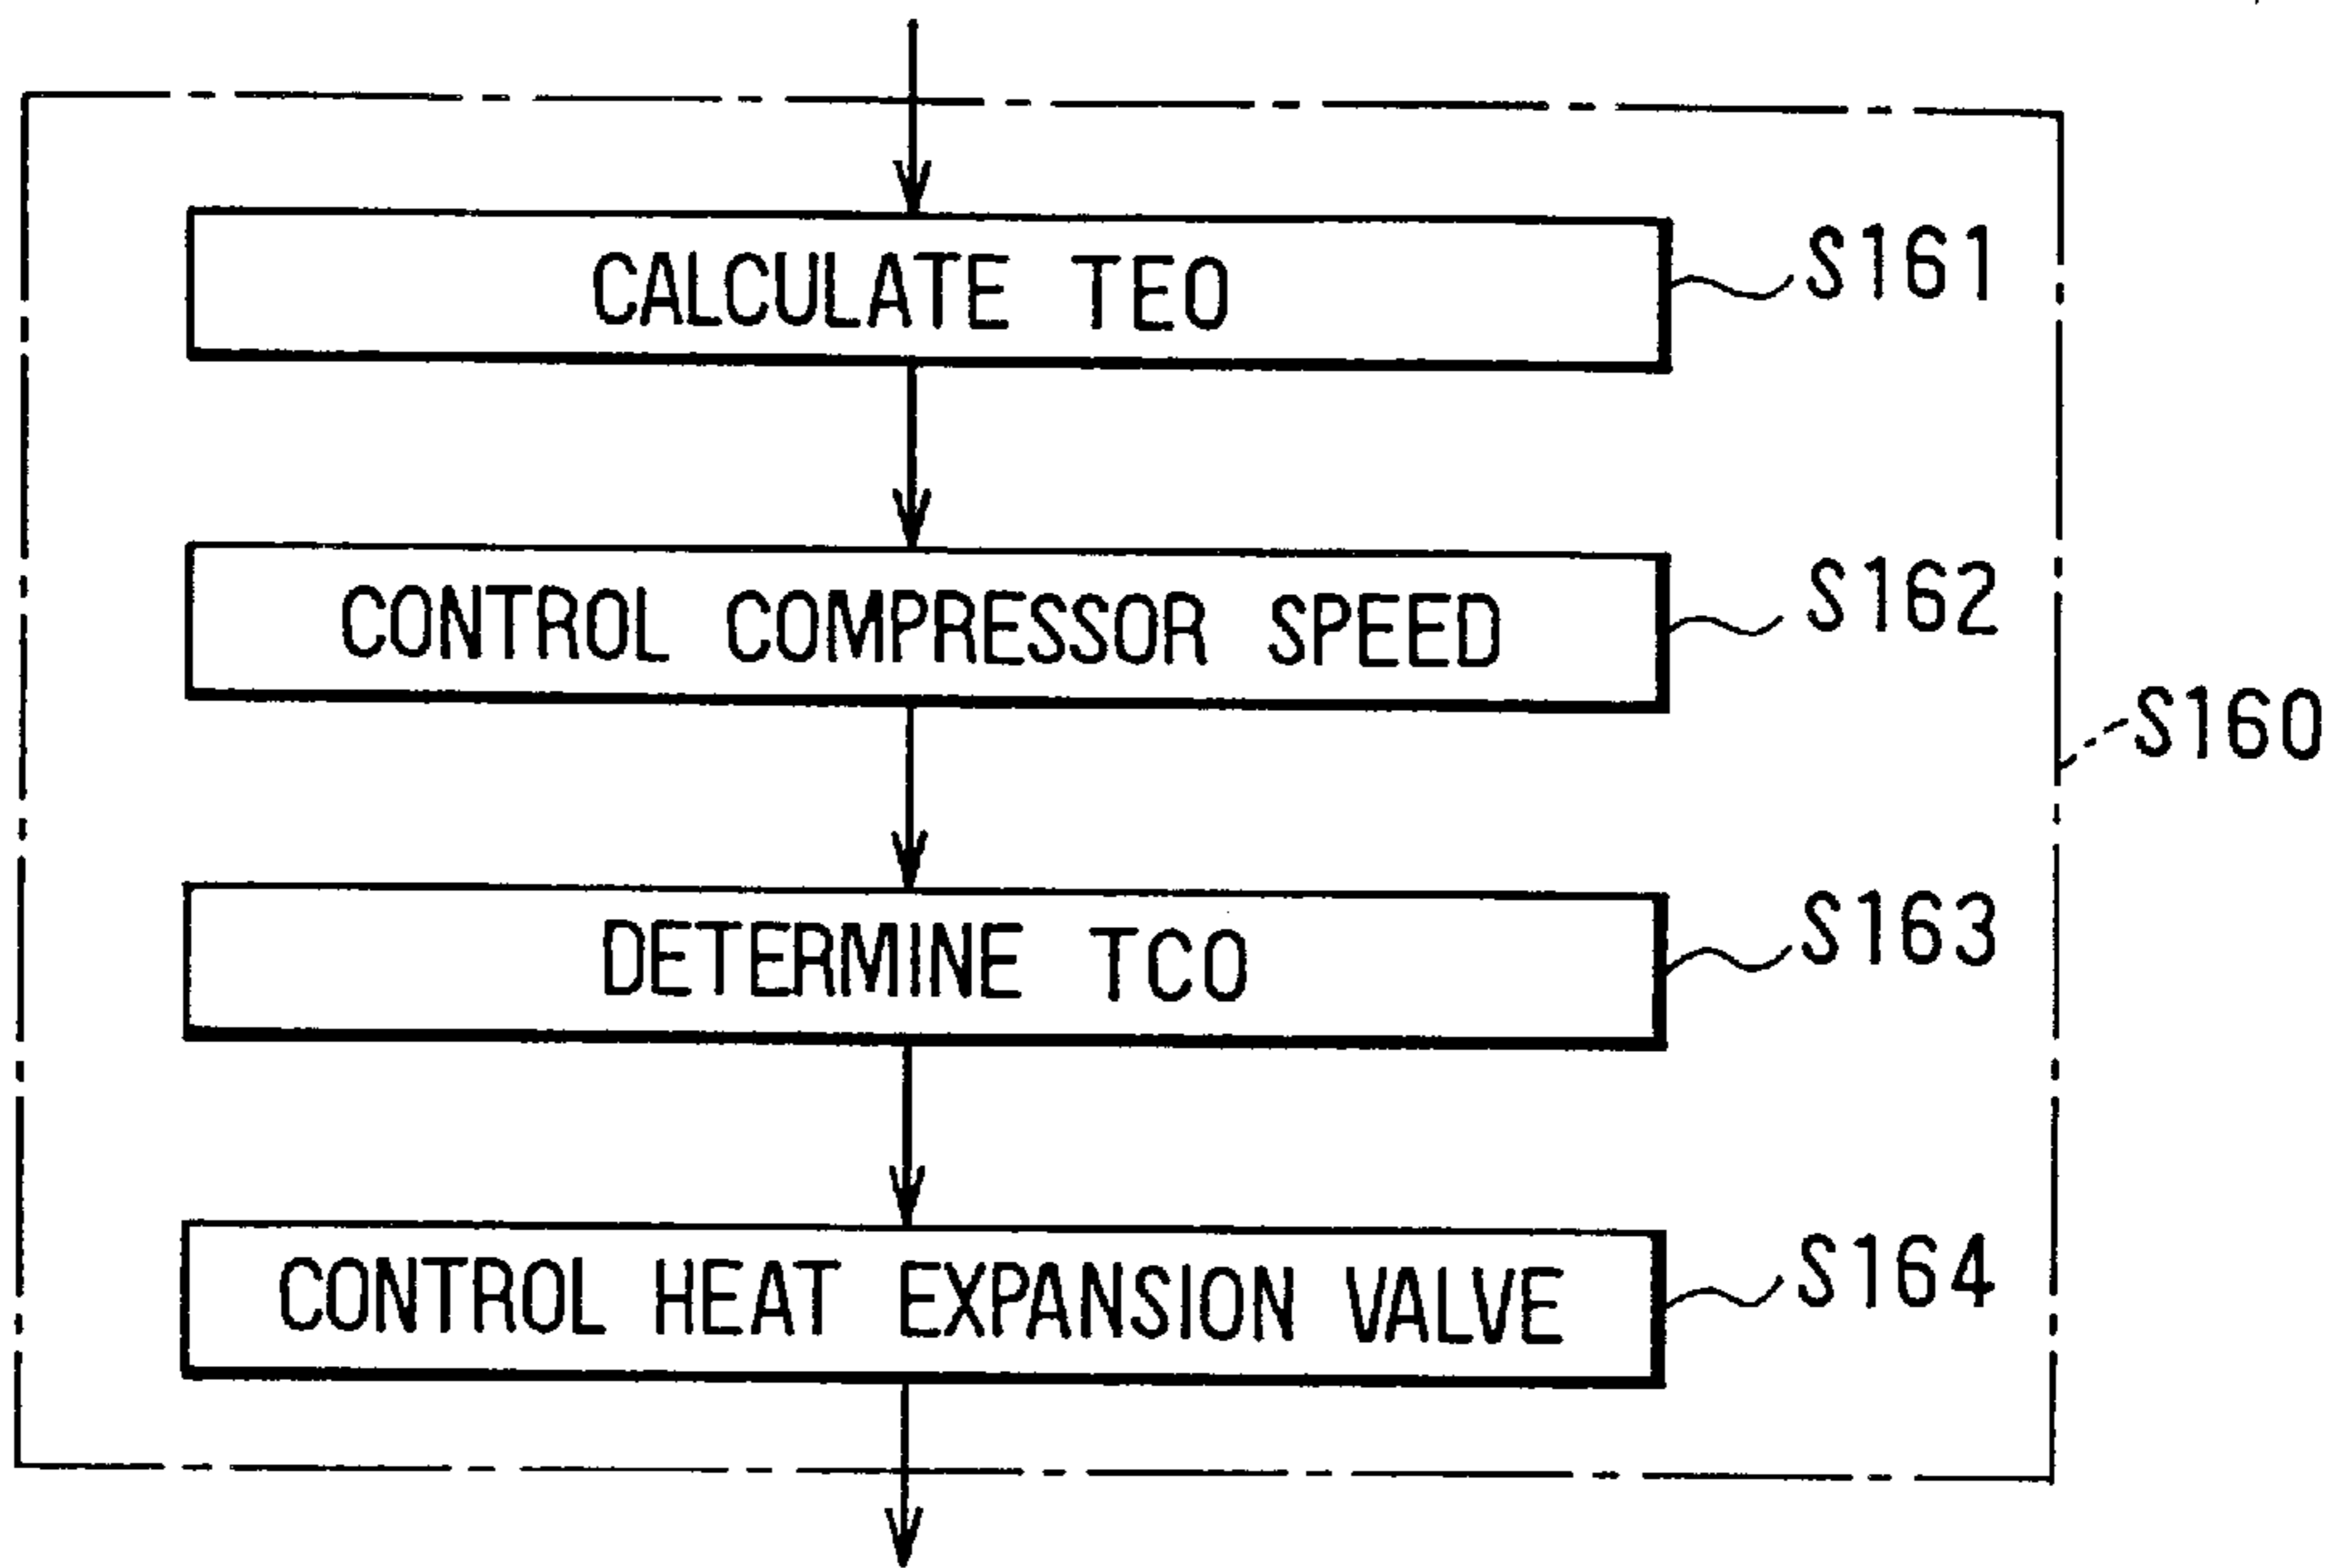 CALCULATE TEO
S161
CONTROL COMPRESSOR SPEED
S162
S160
DETERMINE TCO
S163
CONTROL HEAT EXPANSION VALVE
S164